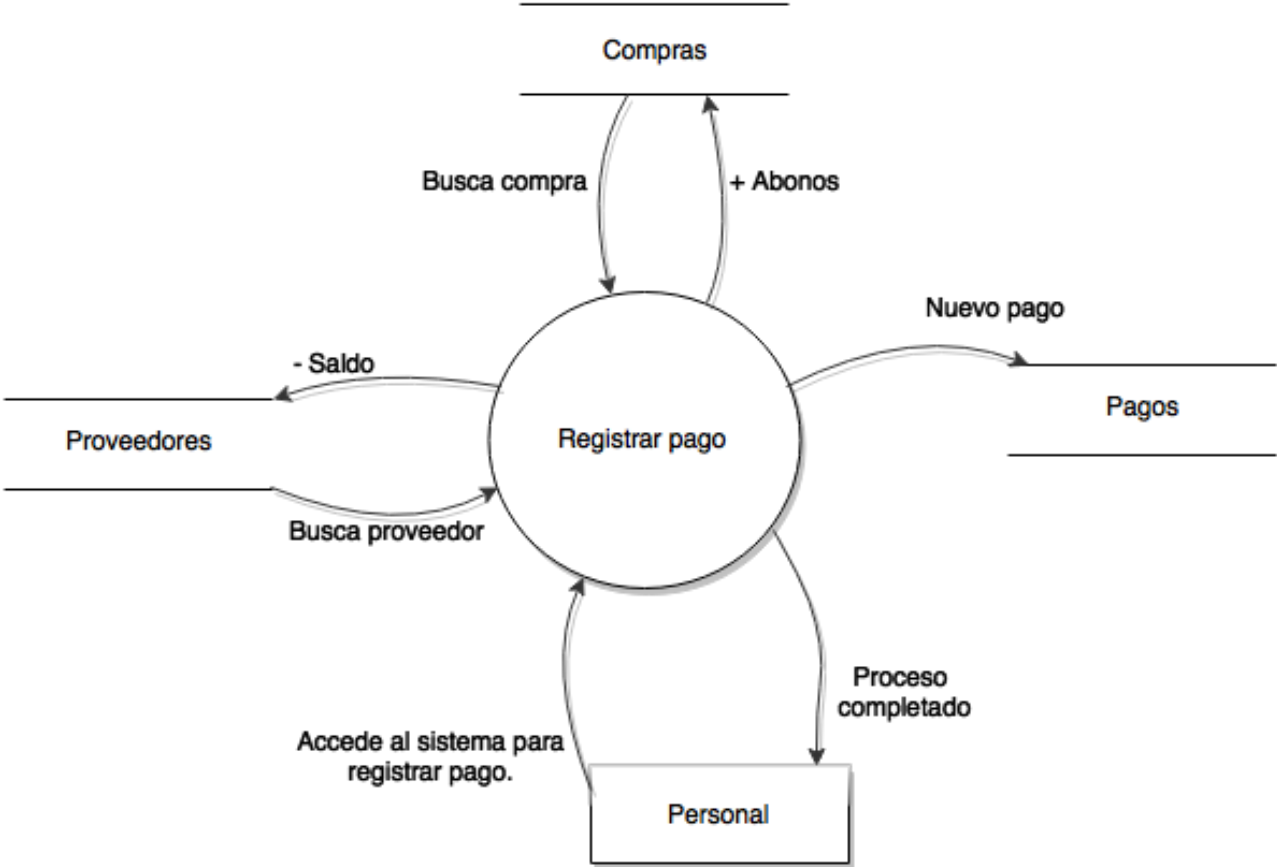 Compras
Busca compra
+ Abonos
Nuevo pago
- Saldo
Pagos
Proveedores
Registrar pago
Busca proveedor
Proceso
completado
Accede al sistema para
registrar pago.
Personal